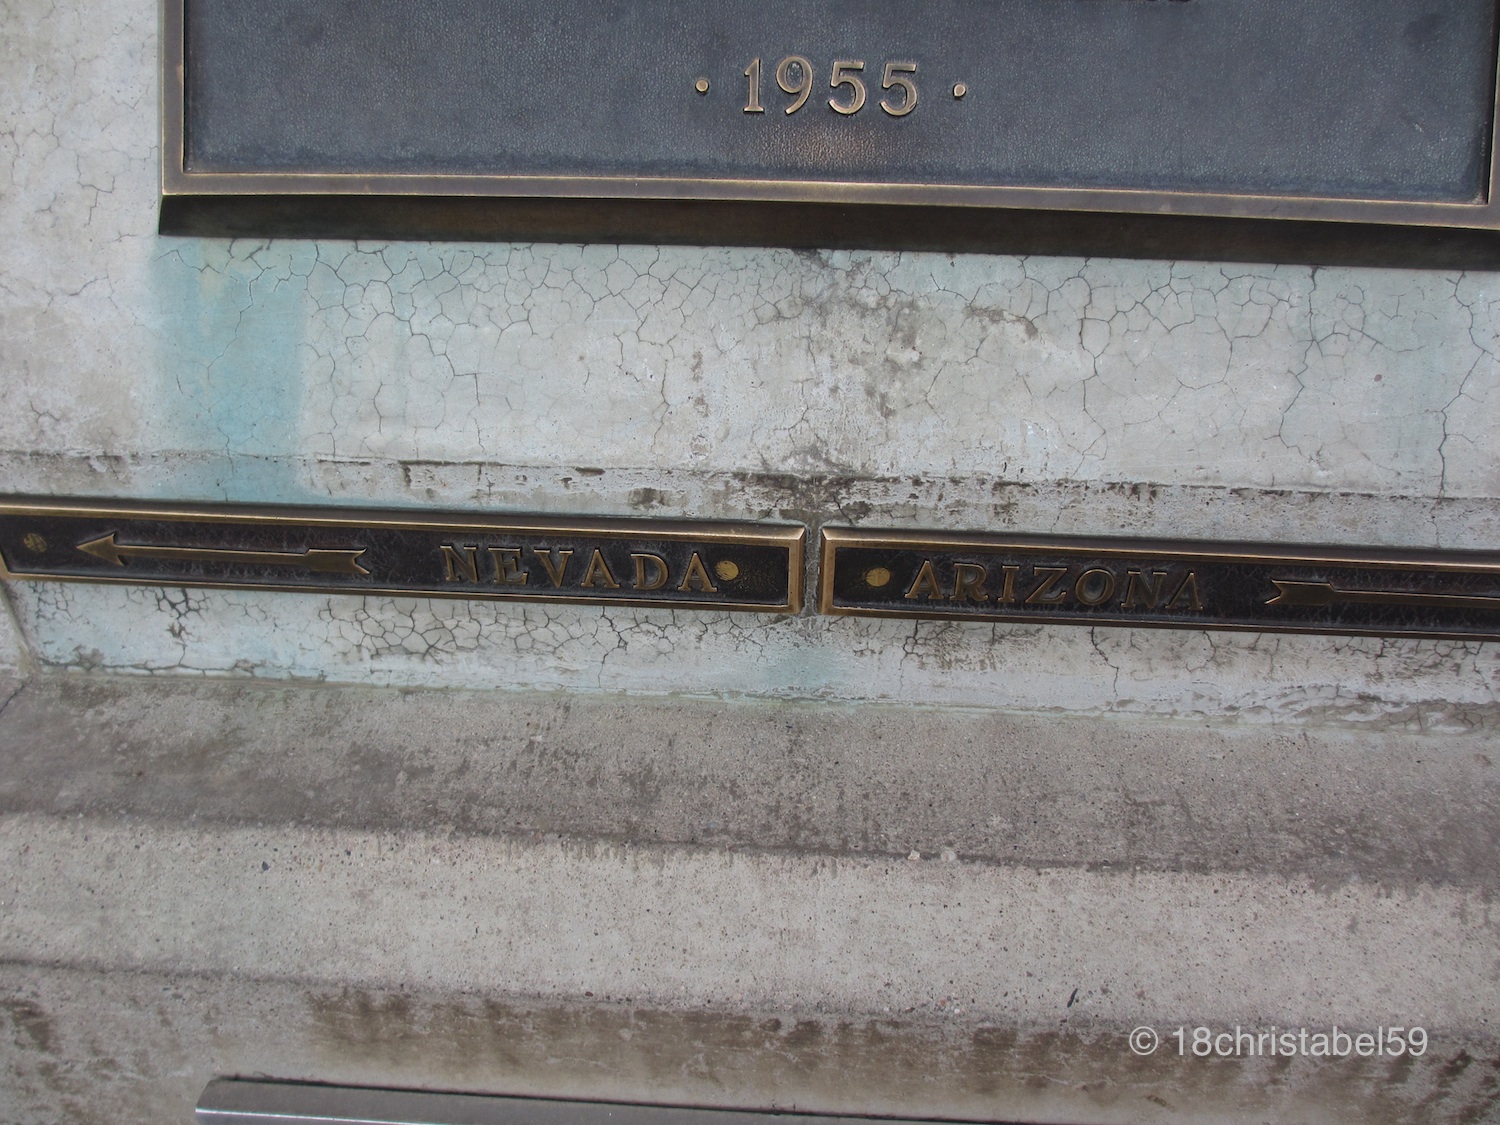 · 1955 ·
NEVADA
ARIZONA
© 18christabel59